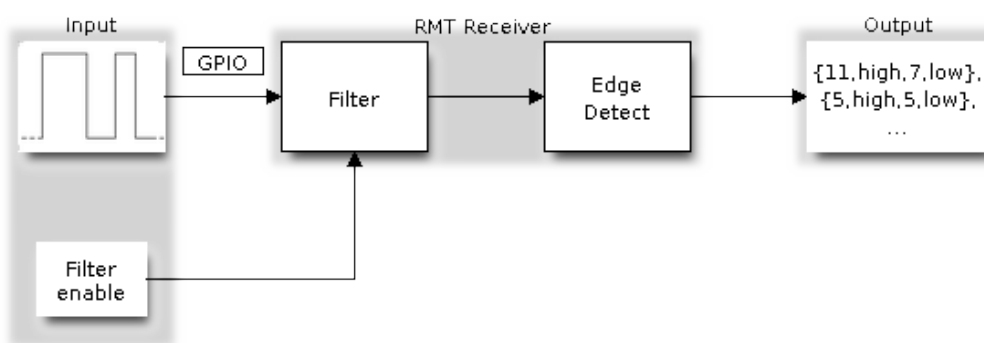 Input
RMT Receiver
Output
GPIO
Filter
Edge
Detect
{11,high,7,low},
{5,high,5,low},
...
Filter
enable